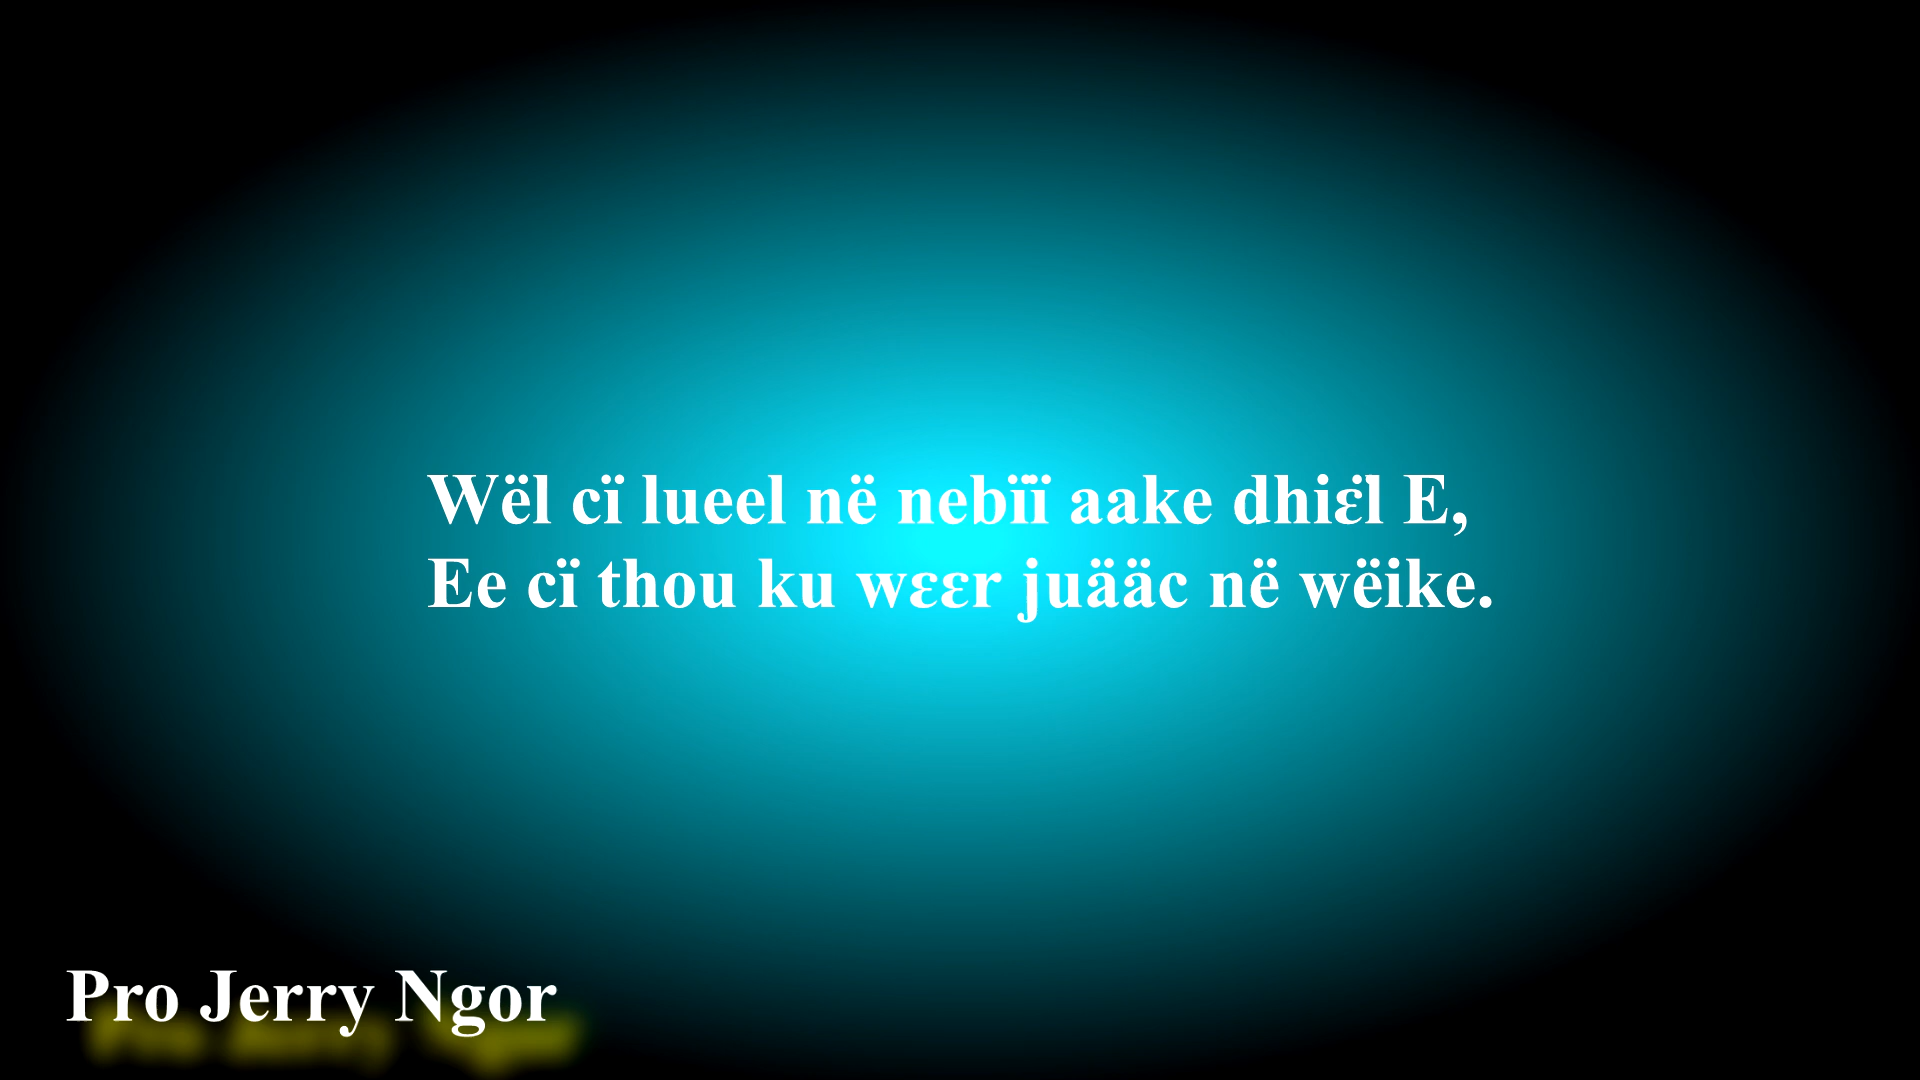 Wël cï lueel në nebïï aake dhiɛ̈l E,
Ee cï thou ku wɛɛr juääc në wëike.
Pro Jerry Ngor